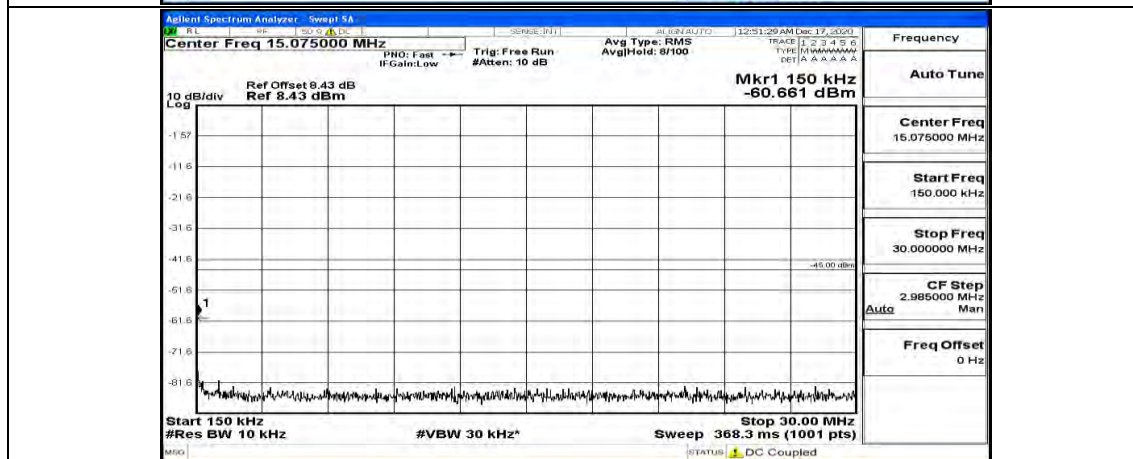 Agilent Spectrum Analyzer - Swept SA
RL RF 50 Ω DC SENSE:INT ALIGN AUTO 12:51:29 AM Dec 17, 2020
Center Freq 15.075000 MHz
PNO: Fast
IFGain:Low
Trig: Free Run
#Atten: 10 dB
Avg Type: RMS
Avg|Hold: 8/100
TRACE 1 2 3 4 5 6
TYPE MWWWWW
DET A A A A A A
Ref Offset 8.43 dB
10 dB/div Ref 8.43 dBm
Log
Mkr1 150 kHz
-60.661 dBm
-1.57
-11.6
-21.6
-31.6
-41.6
-45.00 dBm
-51.6
1
-61.6
-71.6
-81.6
Start 150 kHz Stop 30.00 MHz
#Res BW 10 kHz #VBW 30 kHz* Sweep 368.3 ms (1001 pts)
MSG STATUS DC Coupled
Frequency
Auto Tune
Center Freq
15.075000 MHz
Start Freq
150.000 kHz
Stop Freq
30.000000 MHz
CF Step
2.985000 MHz
Auto Man
Freq Offset
0 Hz